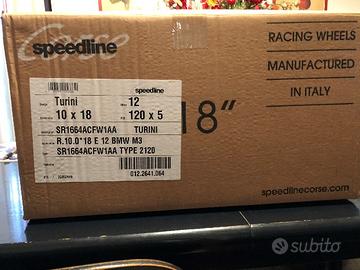 Corse
speedline
RACING WHEELS
MANUFACTURED
IN ITALY
Turini
12
10 x 18
120 x 5
18"
SR1664ACFW1AA
TURINI
R.10.0*18 E 12 BMW M3
SR1664ACFW1AA TYPE 2120
012.2641.064
speedlinecorse.com
subito